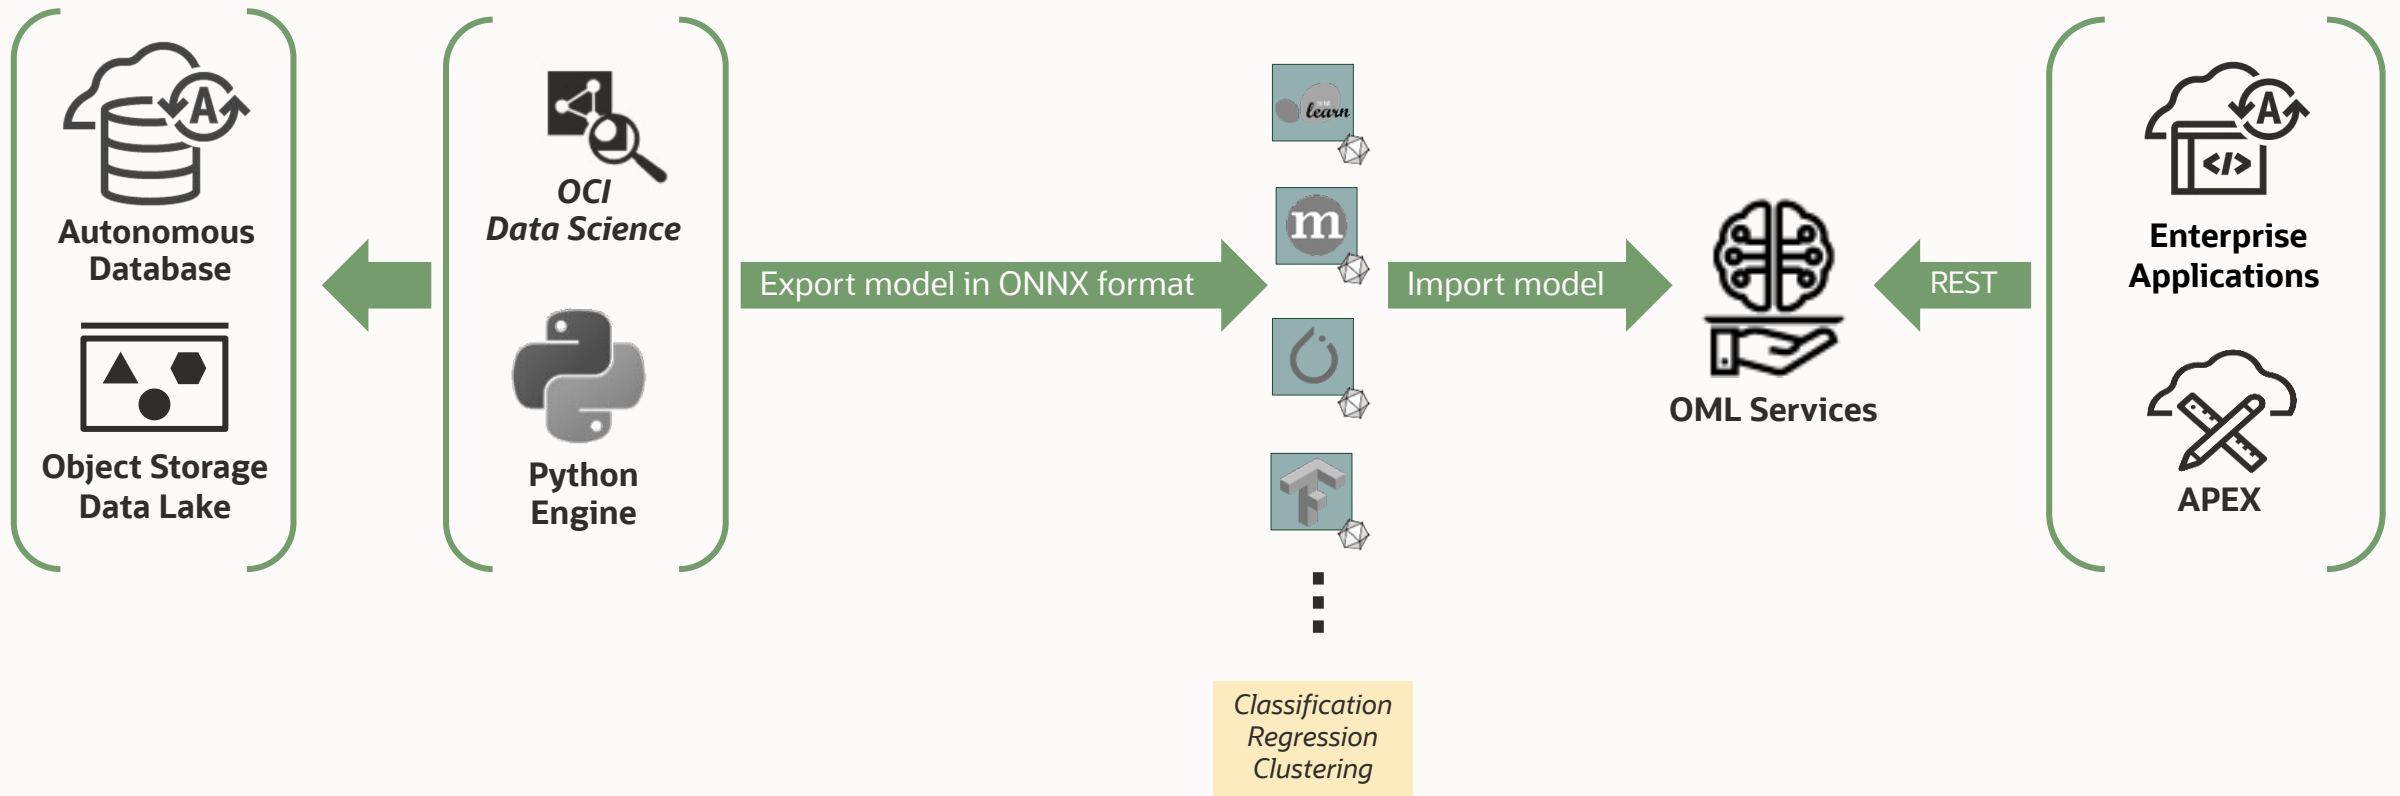 Autonomous
Database
Object Storage
Data Lake
OCI
Data Science
Python
Engine
Export model in ONNX format
learn
m
Import model
OML Services
REST
A
</>
Enterprise
Applications
APEX
A
Classification
Regression
Clustering